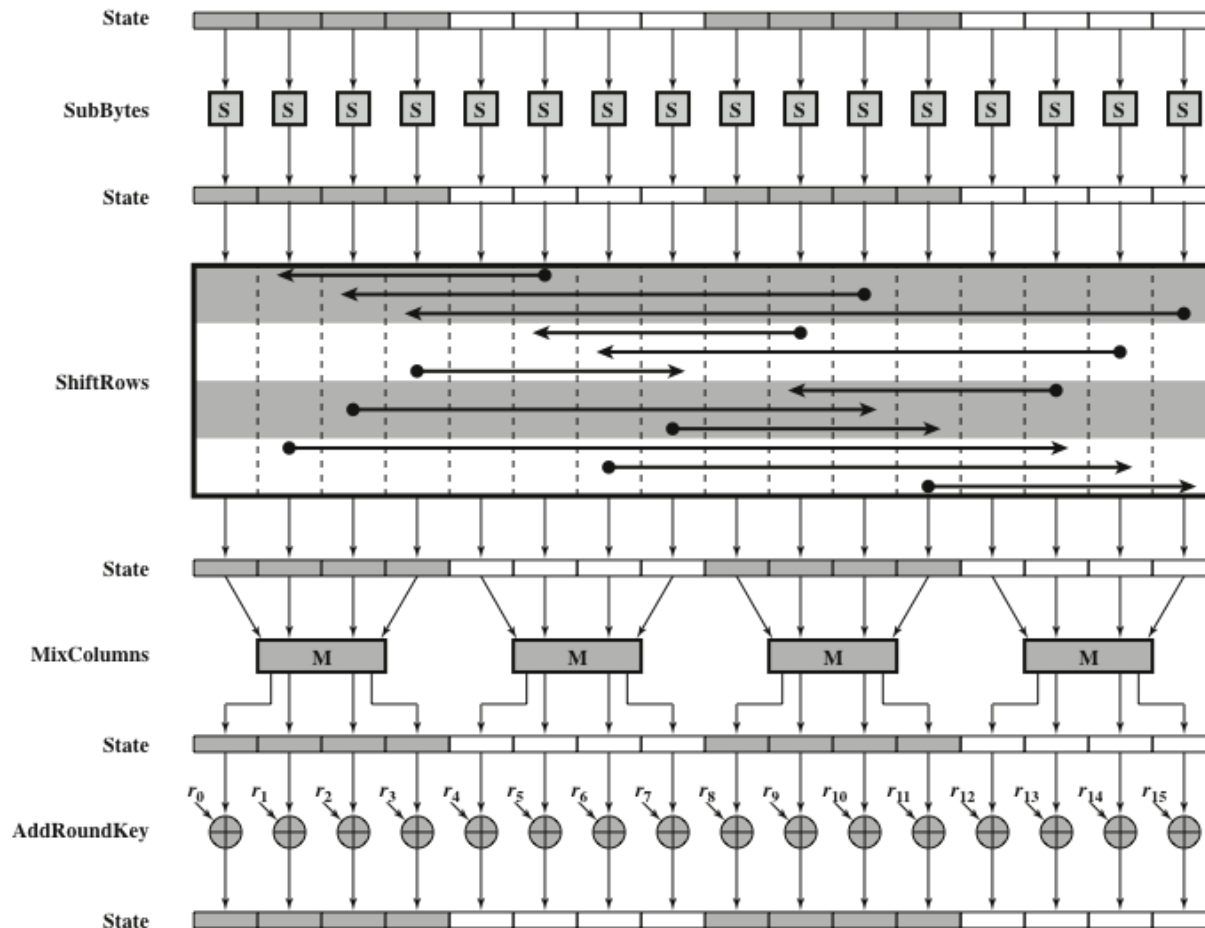 State
SubBytes S S S S S S S S S S S S S S S S
State
ShiftRows
State
MixColumns M M M M
State
r0 r1 r2 r3 r4 r5 r6 r7 r8 r9 r10 r11 r12 r13 r14 r15
AddRoundKey
State